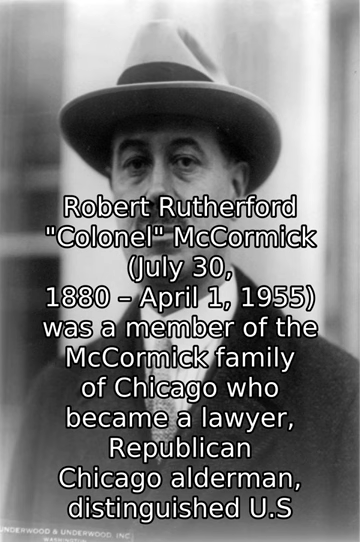 Robert Rutherford
"Colonel" McCormick
(July 30,
1880 – April 1, 1955)
was a member of the
McCormick family
of Chicago who
became a lawyer,
Republican
Chicago alderman,
distinguished U.S
UNDERWOOD & UNDERWOOD, INC
WASHINGTON